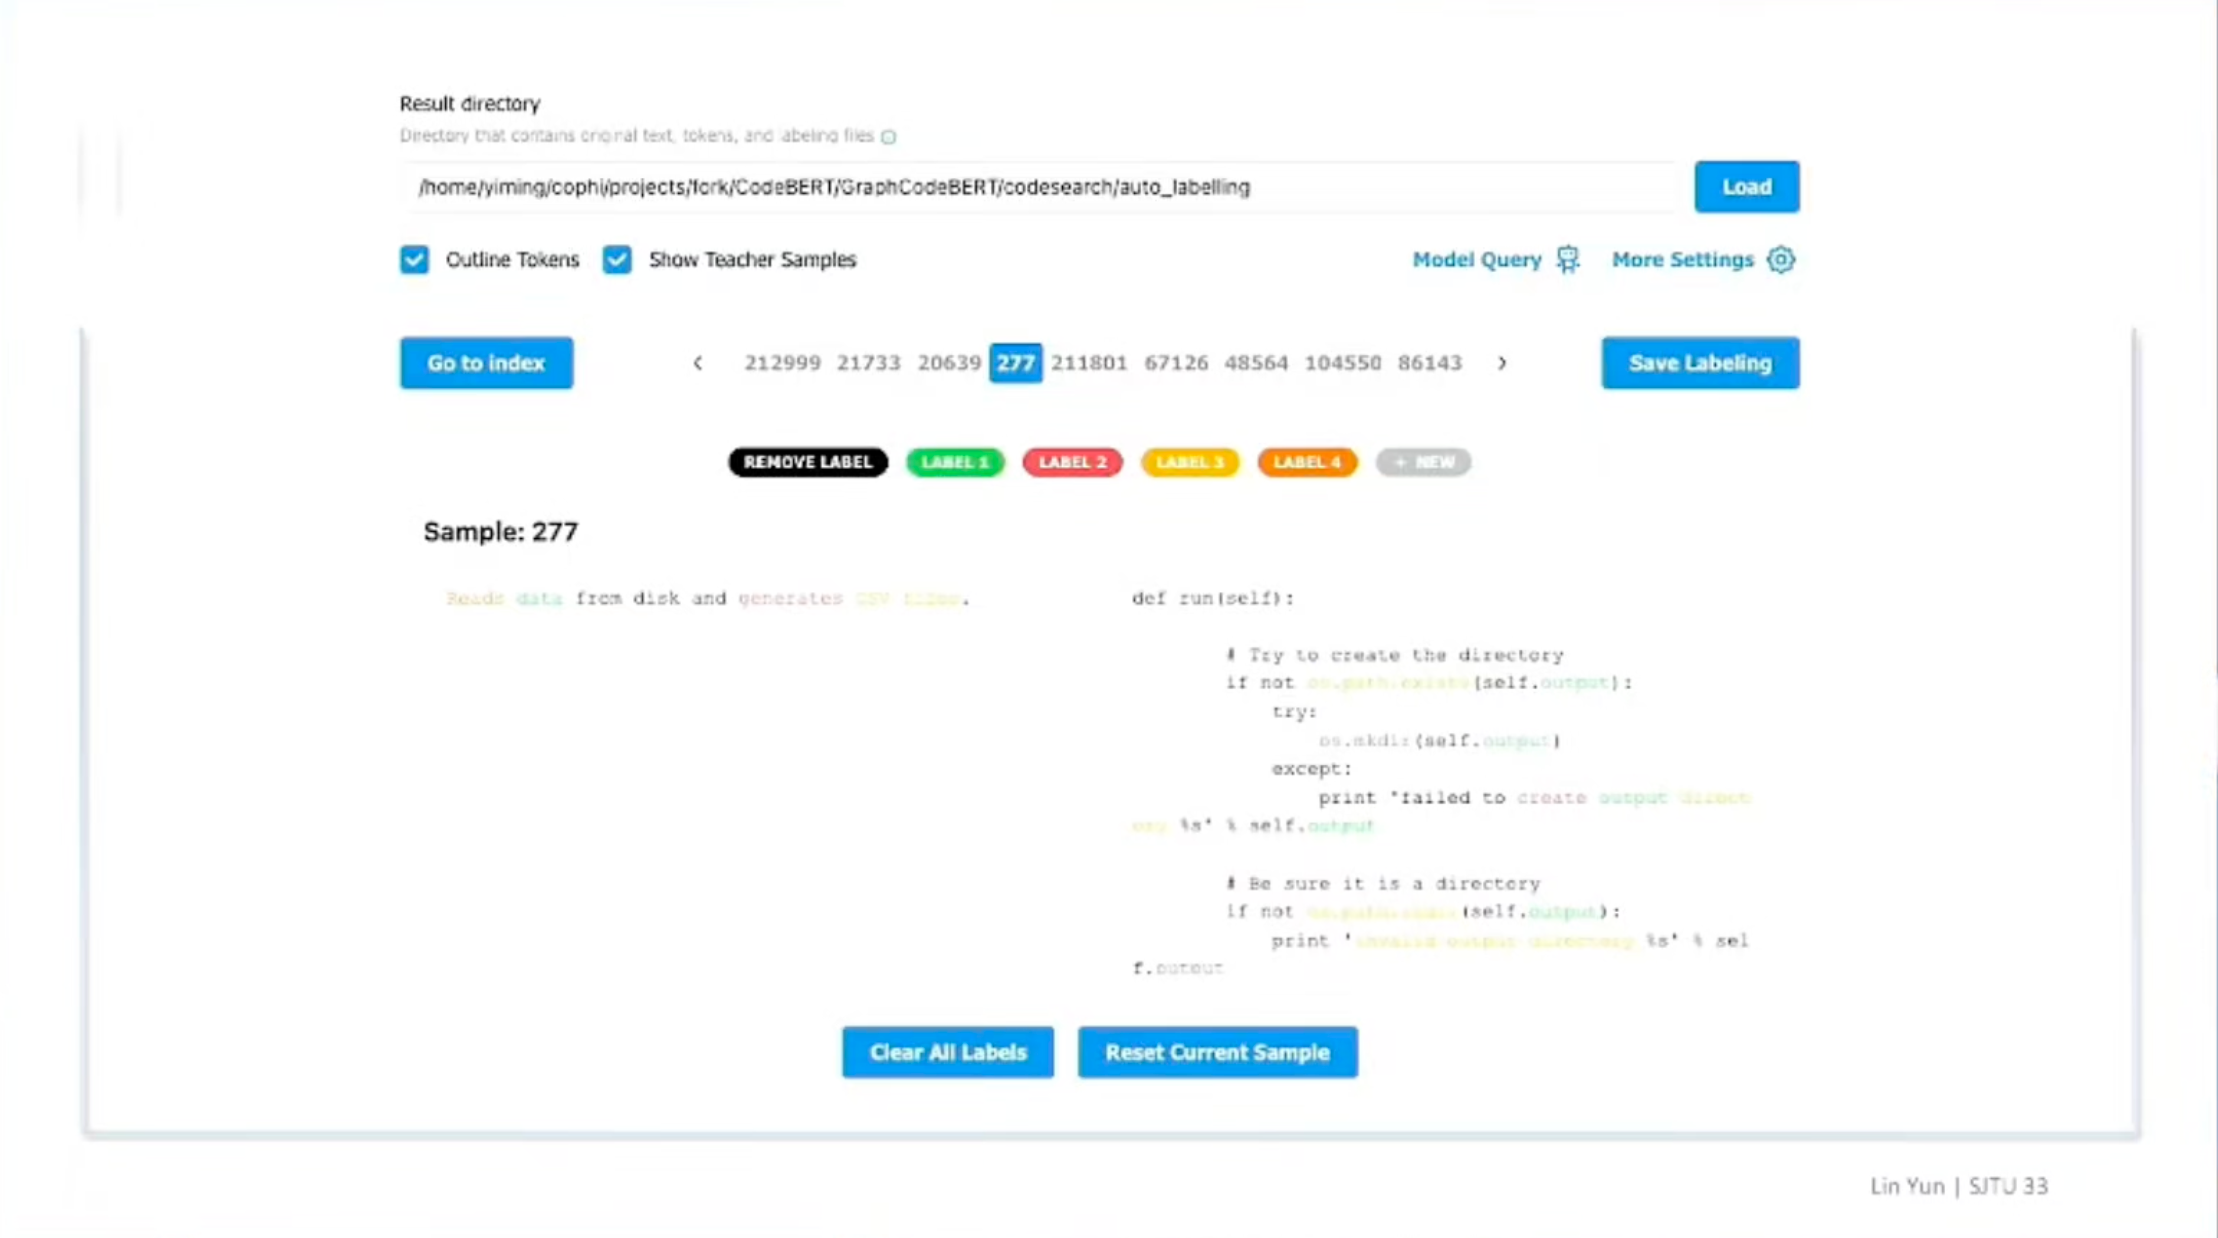 Result directory
Directory that contains original text, tokens, and labeling files
/home/yiming/cophi/projects/fork/CodeBERT/GraphCodeBERT/codesearch/auto_labelling
Load
Outline Tokens
Show Teacher Samples
Model Query
More Settings
Go to index
< 212999 21733 20639 277 211801 67126 48564 104550 86143 >
Save Labeling
REMOVE LABEL
LABEL 1
LABEL 2
LABEL 3
LABEL 4
+ NEW
Sample: 277
Reads data from disk and generates CSV files.
def run(self):
# Try to create the directory
if not os.path.exists(self.output):
try:
os.mkdir(self.output)
except:
print 'failed to create output direct
ory %s' % self.output
# Be sure it is a directory
if not os.path.isdir(self.output):
print 'invalid output directory %s' % sel
f.output
Clear All Labels
Reset Current Sample
Lin Yun | SJTU 33